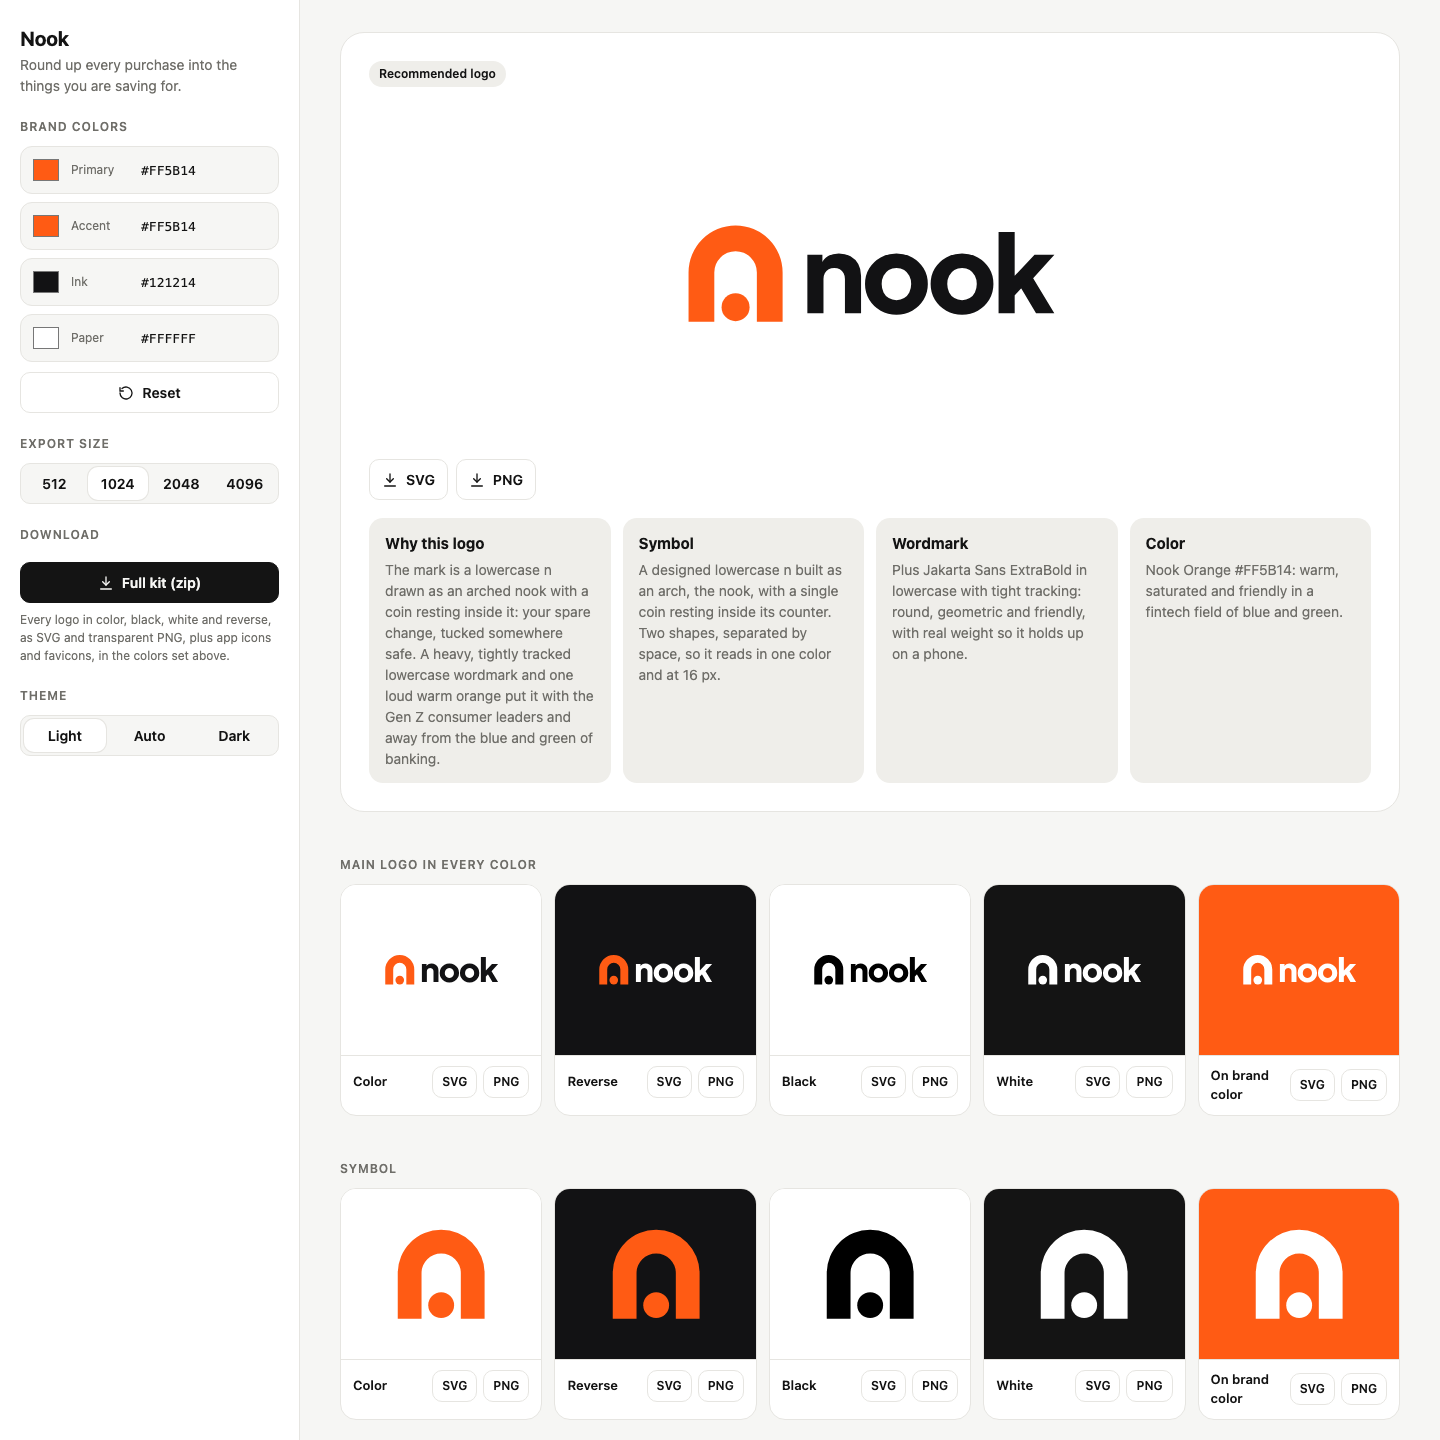 Nook
Round up every purchase into the
things you are saving for.
BRAND COLORS
Primary #FF5B14
Accent #FF5B14
Ink #121214
Paper #FFFFFF
Reset
EXPORT SIZE
512 1024 2048 4096
DOWNLOAD
Full kit (zip)
Every logo in color, black, white and reverse,
as SVG and transparent PNG, plus app icons
and favicons, in the colors set above.
THEME
Light Auto Dark
Recommended logo
nook
SVG PNG
Why this logo
The mark is a lowercase n
drawn as an arched nook with a
coin resting inside it: your spare
change, tucked somewhere
safe. A heavy, tightly tracked
lowercase wordmark and one
loud warm orange put it with the
Gen Z consumer leaders and
away from the blue and green of
banking.
Symbol
A designed lowercase n built as
an arch, the nook, with a single
coin resting inside its counter.
Two shapes, separated by
space, so it reads in one color
and at 16 px.
Wordmark
Plus Jakarta Sans ExtraBold in
lowercase with tight tracking:
round, geometric and friendly,
with real weight so it holds up
on a phone.
Color
Nook Orange #FF5B14: warm,
saturated and friendly in a
fintech field of blue and green.
MAIN LOGO IN EVERY COLOR
nook
Color SVG PNG
nook
Reverse SVG PNG
nook
Black SVG PNG
nook
White SVG PNG
nook
On brand
color
SVG PNG
SYMBOL
Color SVG PNG
Reverse SVG PNG
Black SVG PNG
White SVG PNG
On brand
color
SVG PNG